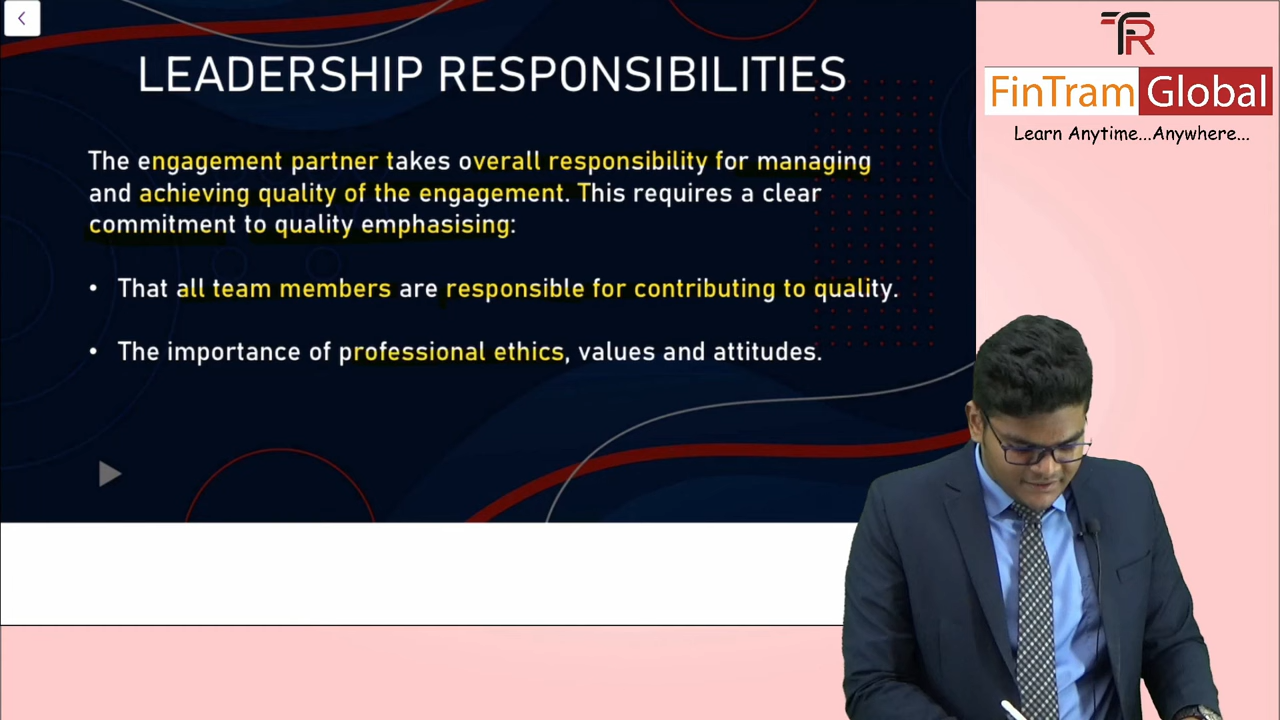 LEADERSHIP RESPONSIBILITIES
The engagement partner takes overall responsibility for managing
and achieving quality of the engagement. This requires a clear
commitment to quality emphasising:
• That all team members are responsible for contributing to quality.
• The importance of professional ethics, values and attitudes.
FinTram Global
Learn Anytime...Anywhere...